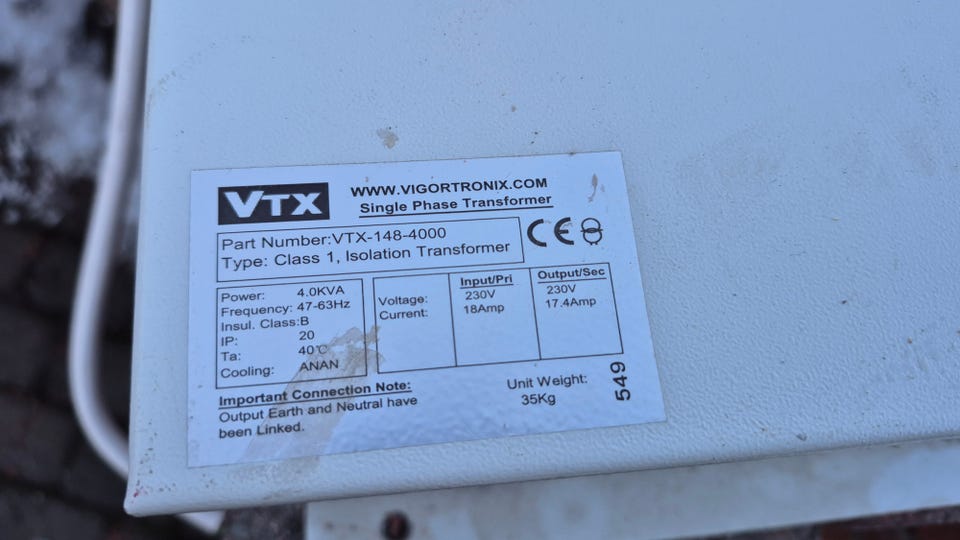 VTX
WWW.VIGORTRONIX.COM
Single Phase Transformer
Part Number:VTX-148-4000
Type: Class 1, Isolation Transformer
CE
Power: 4.0KVA
Frequency: 47-63Hz
Insul. Class:B
IP: 20
Ta: 40℃
Cooling: ANAN
Input/Pri Output/Sec
Voltage: 230V 230V
Current: 18Amp 17.4Amp
Important Connection Note:
Output Earth and Neutral have
been Linked.
Unit Weight:
35Kg
549